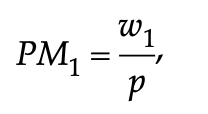 PM₁ = w₁/p,